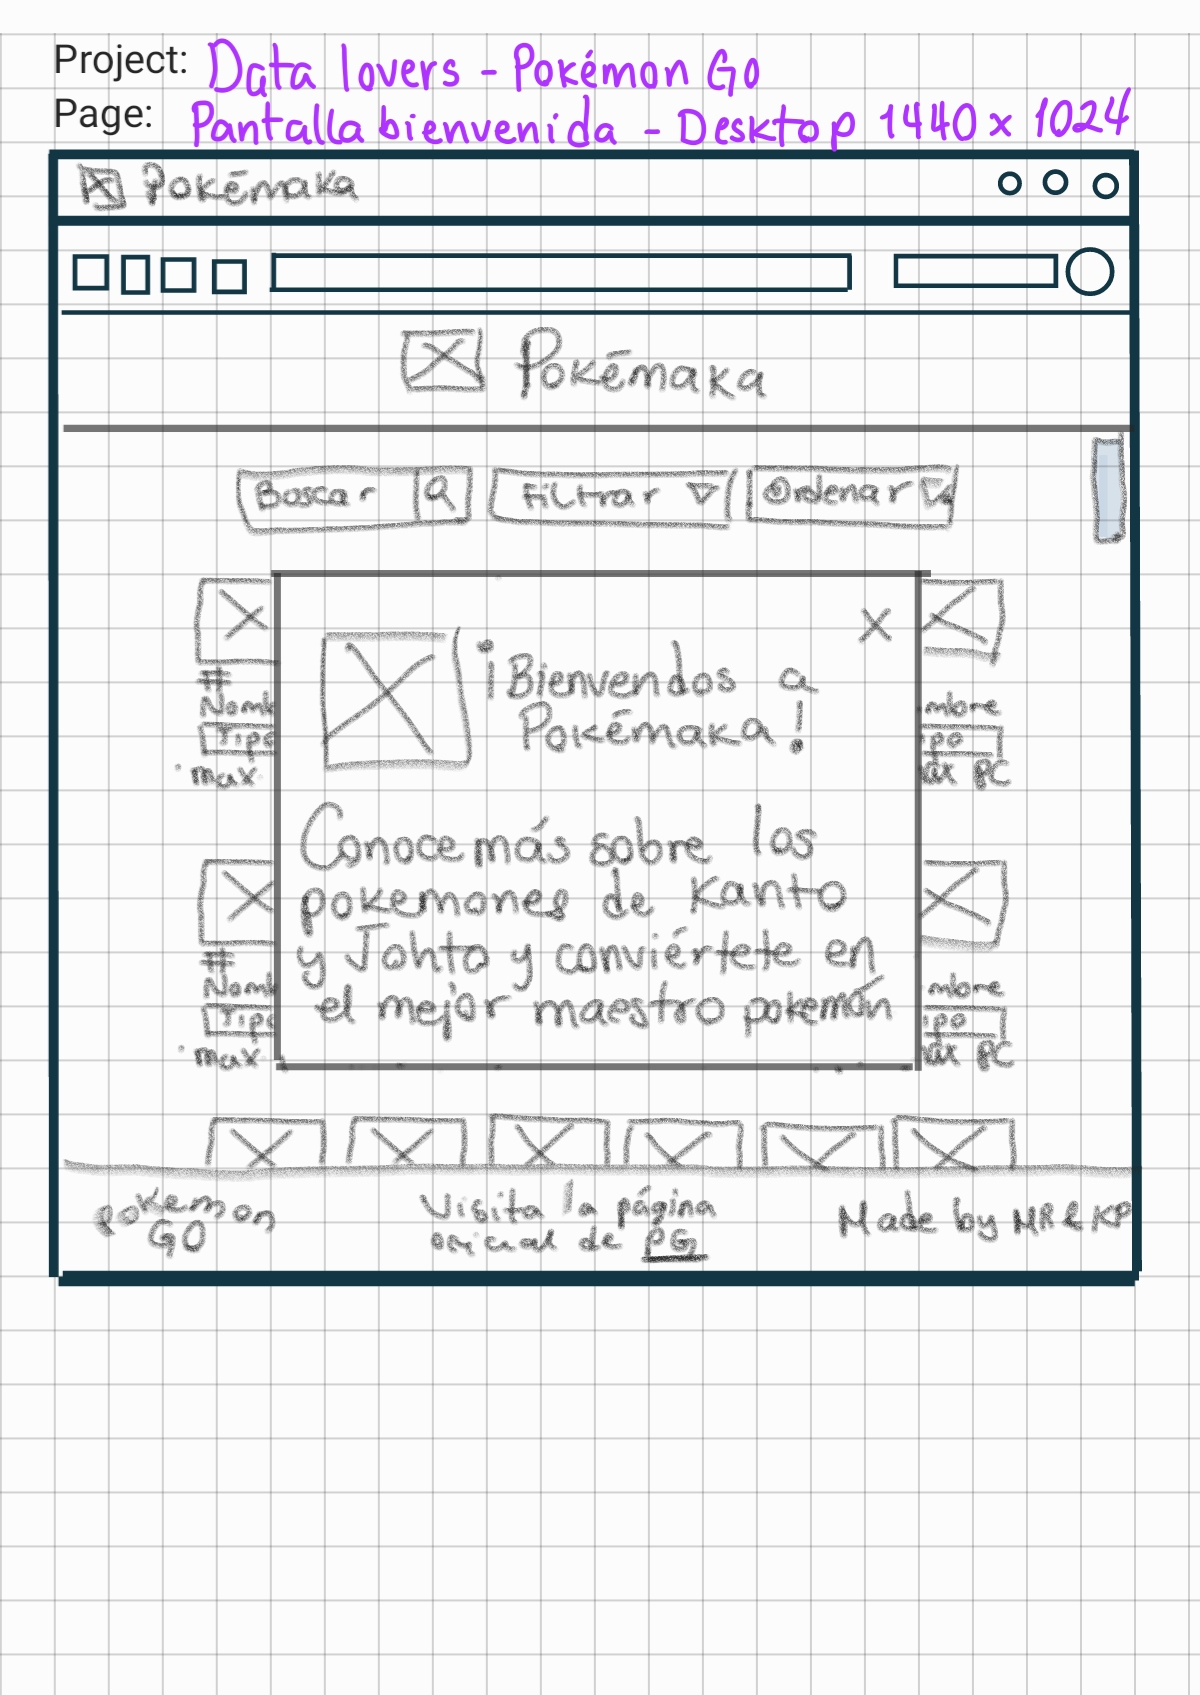 Project: Data lovers - Pokémon Go
Page: Pantalla bienvenida - Desktop 1440 x 1024
Pokémaka
Pokémaka
Buscar Filtrar Ordenar
¡Bienvendos a
Pokémaka!
Conoce más sobre los
pokemones de Kanto
y Johto y conviértete en
el mejor maestro pokemón
#
Nomb
Tipo
max
mbre
ipo
ax PC
#
Nomb
Tipo
max
mbre
ipo
ax PC
pokemon
GO
Visita la página
oficial de PG
Made by MR & KP